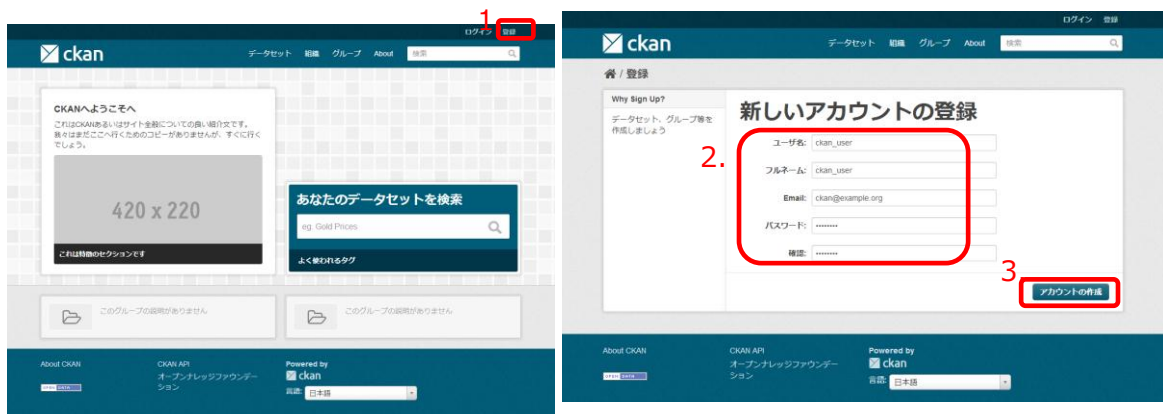 1
ログイン 登録
ckan
データセット 組織 グループ About 検索
CKANへようこそへ
これはCKANあるいはサイト全般についての良い紹介文です。
我々はまだここへ行くためのコピーがありませんが、すぐに行く
でしょう。
420 x 220
これは特徴のセクションです
あなたのデータセットを検索
eg. Gold Prices
よく使われるタグ
このグループの説明がありません
このグループの説明がありません
About CKAN
OPEN DATA
CKAN API
オープンナレッジファウンデー
ション
Powered by
ckan
言語: 日本語
ログイン 登録
ckan
データセット 組織 グループ About 検索
/ 登録
Why Sign Up?
データセット、グループ等を
作成しましょう
新しいアカウントの登録
2.
ユーザ名: ckan_user
フルネーム: ckan_user
Email: ckan@example.org
パスワード: ••••••••
確認: ••••••••
3
アカウントの作成
About CKAN
OPEN DATA
CKAN API
オープンナレッジファウンデー
ション
Powered by
ckan
言語: 日本語